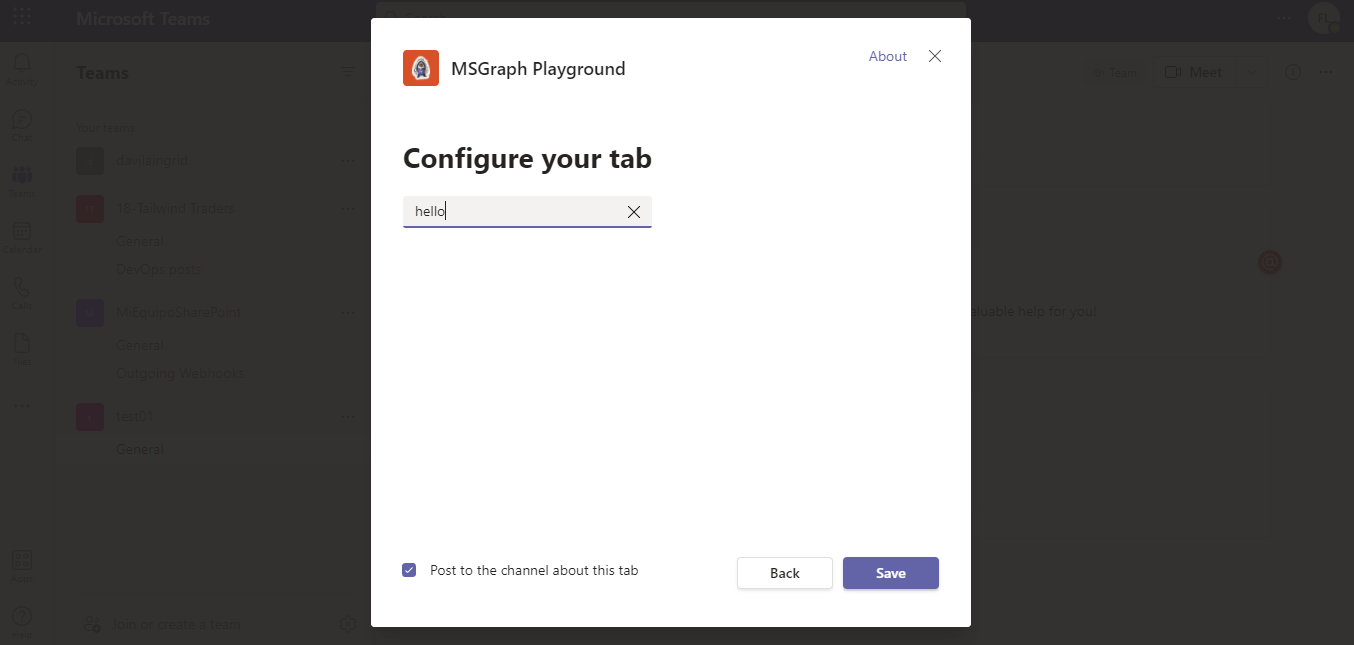 Microsoft Teams
MSGraph Playground
About
Teams
Team
Meet
Activity
Your teams
Configure your tab
Chat
davilaingrid
Teams
18-Tailwind Traders
hello
General
Calendar
DevOps posts
Calls
MiEquipoSharePoint
aluable help for you!
General
Files
Outgoing Webhooks
test01
General
Post to the channel about this tab
Back
Save
Apps
Join or create a team
Help